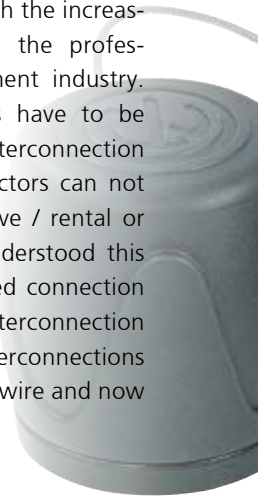 h the increas-
the profes-
ment industry.
have to be
terconnection
ctors can not
ve / rental or
derstood this
ed connection
terconnection
erconnections
wire and now